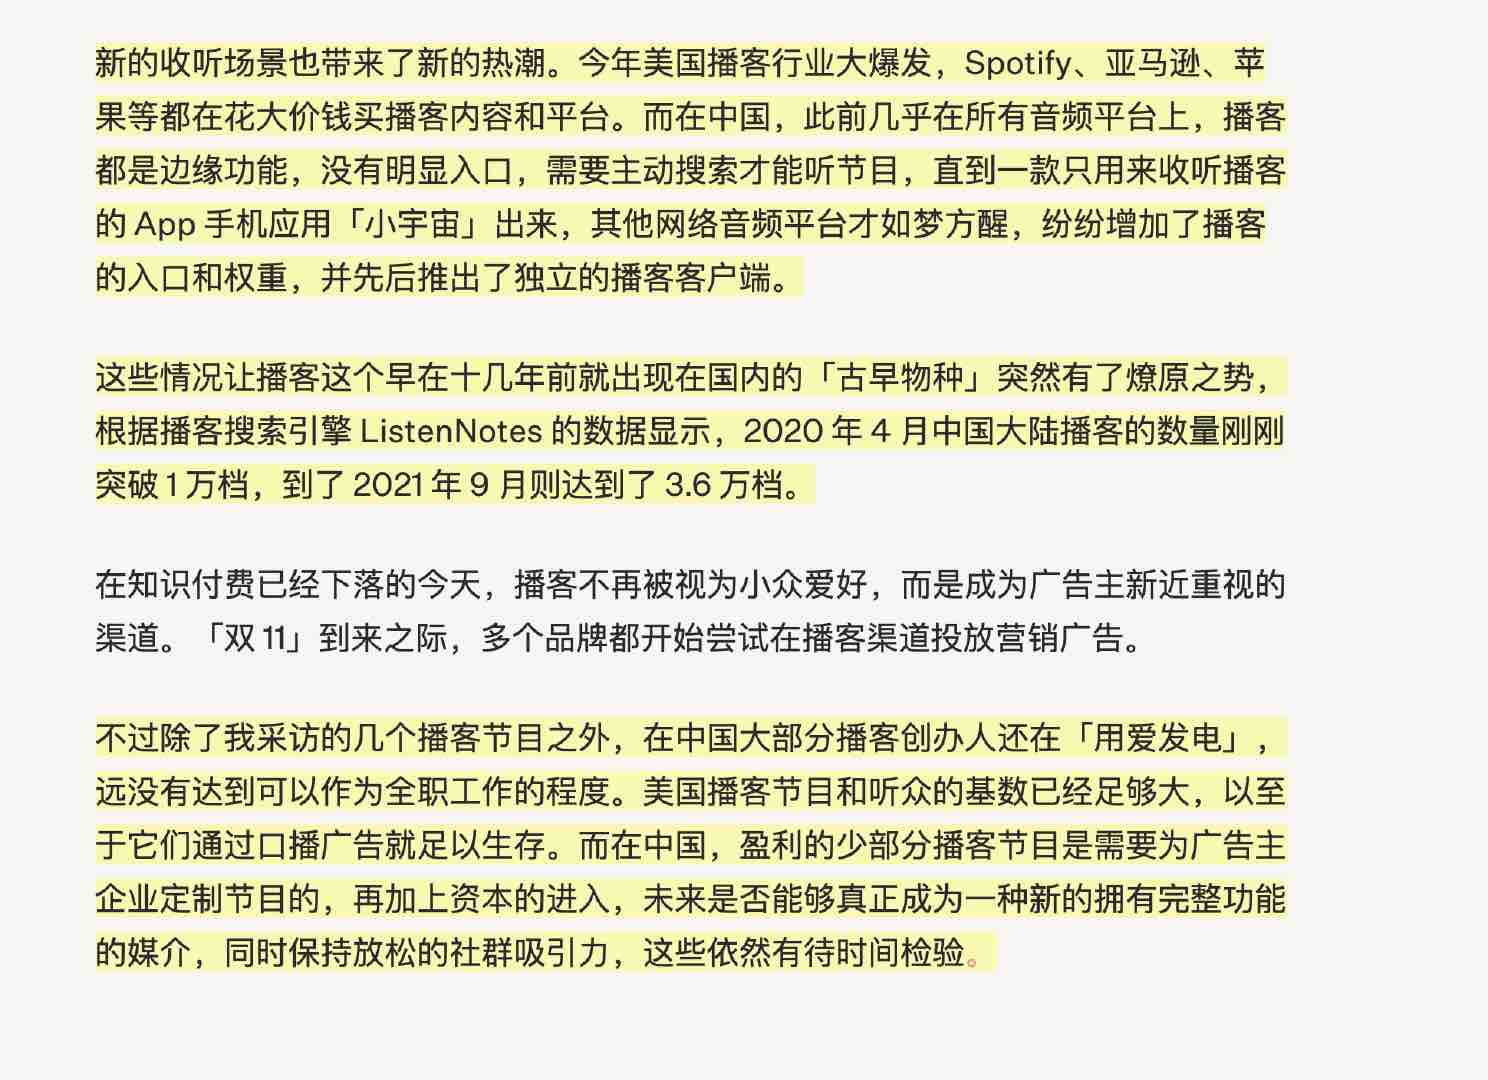 新的收听场景也带来了新的热潮。今年美国播客行业大爆发，Spotify、亚马逊、苹
果等都在花大价钱买播客内容和平台。而在中国，此前几乎在所有音频平台上，播客
都是边缘功能，没有明显入口，需要主动搜索才能听节目，直到一款只用来收听播客
的 App 手机应用「小宇宙」出来，其他网络音频平台才如梦方醒，纷纷增加了播客
的入口和权重，并先后推出了独立的播客客户端。
这些情况让播客这个早在十几年前就出现在国内的「古早物种」突然有了燎原之势，
根据播客搜索引擎 ListenNotes 的数据显示，2020 年 4 月中国大陆播客的数量刚刚
突破 1 万档，到了 2021 年 9 月则达到了 3.6 万档。
在知识付费已经下落的今天，播客不再被视为小众爱好，而是成为广告主新近重视的
渠道。「双 11」到来之际，多个品牌都开始尝试在播客渠道投放营销广告。
不过除了我采访的几个播客节目之外，在中国大部分播客创办人还在「用爱发电」，
远没有达到可以作为全职工作的程度。美国播客节目和听众的基数已经足够大，以至
于它们通过口播广告就足以生存。而在中国，盈利的少部分播客节目是需要为广告主
企业定制节目的，再加上资本的进入，未来是否能够真正成为一种新的拥有完整功能
的媒介，同时保持放松的社群吸引力，这些依然有待时间检验。